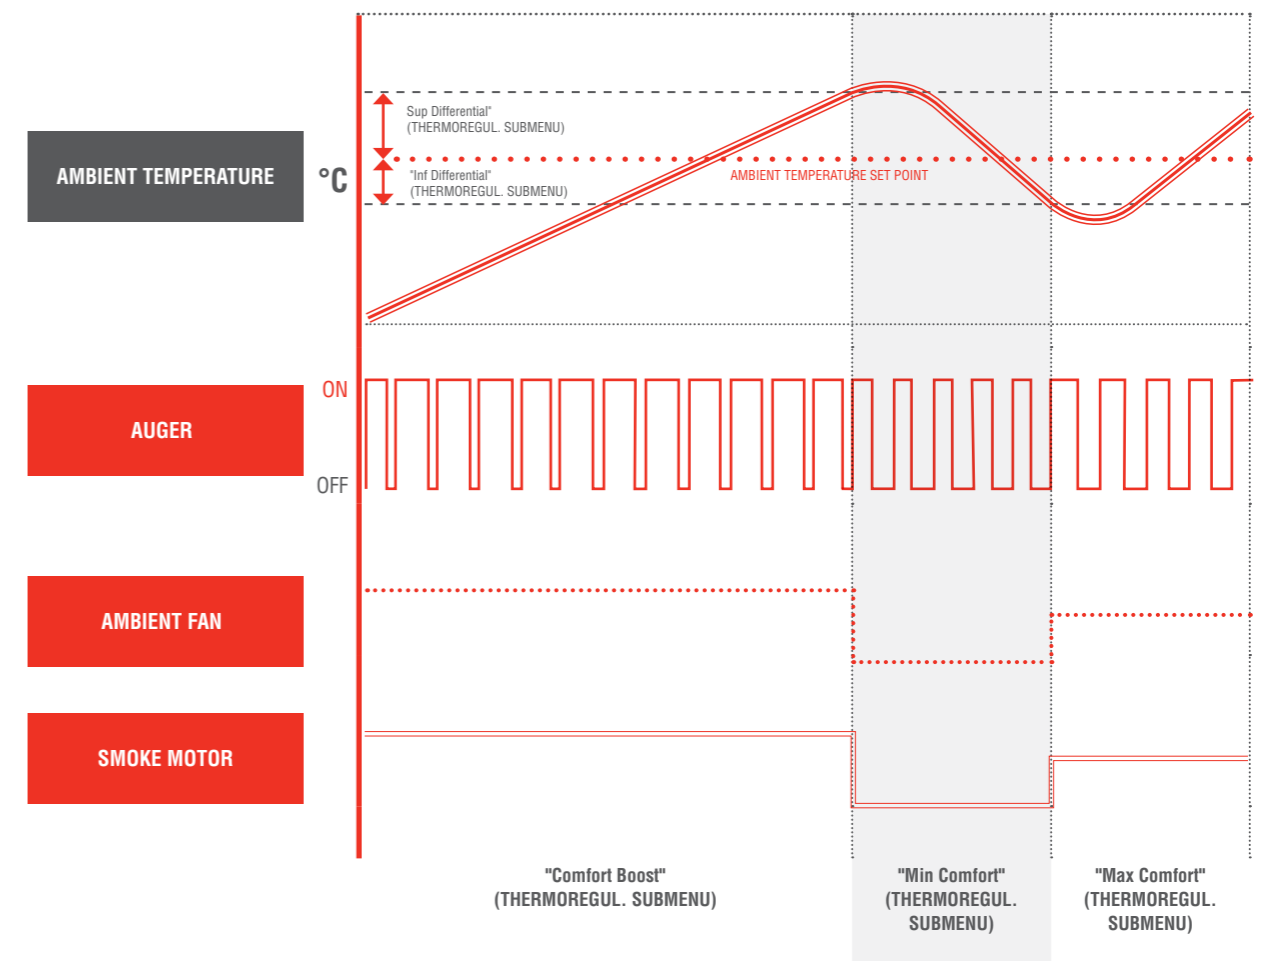 Sup Differential"
(THERMOREGUL. SUBMENU)
AMBIENT TEMPERATURE
°C
"Inf Differential"
(THERMOREGUL. SUBMENU)
AMBIENT TEMPERATURE SET POINT
ON
AUGER
OFF
AMBIENT FAN
SMOKE MOTOR
"Comfort Boost"
(THERMOREGUL. SUBMENU)
"Min Comfort"
(THERMOREGUL.
SUBMENU)
"Max Comfort"
(THERMOREGUL.
SUBMENU)